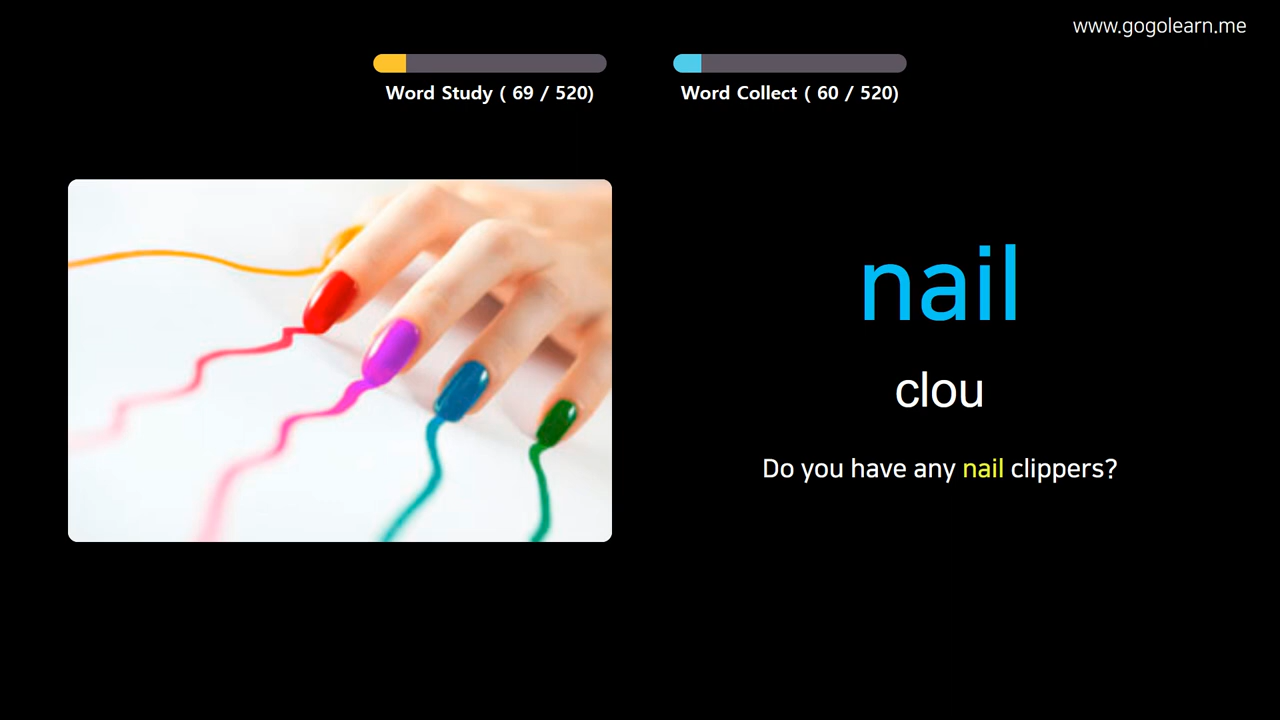 www.gogolearn.me
Word Study ( 69 / 520)
Word Collect ( 60 / 520)
nail
clou
Do you have any nail clippers?